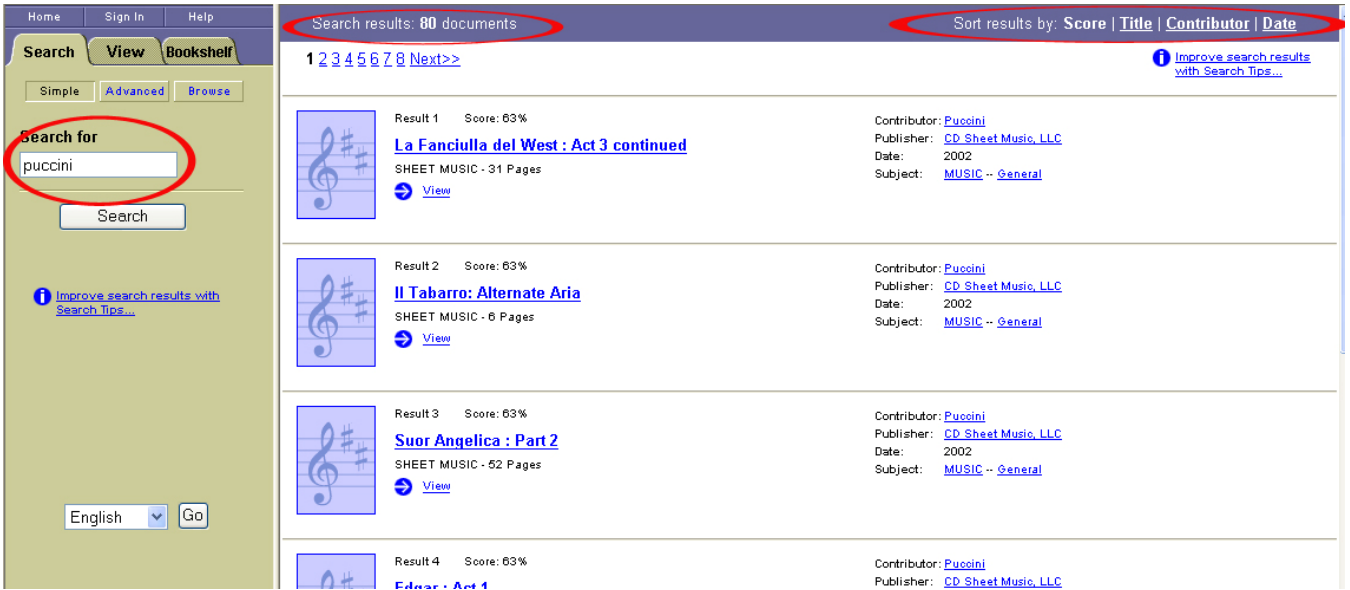 Home Sign In Help
Search View Bookshelf
Simple Advanced Browse
Search for
puccini
Search
Improve search results with
Search Tips...
English Go
Search results: 80 documents
Sort results by: Score | Title | Contributor | Date
1 2 3 4 5 6 7 8 Next>>
Improve search results
with Search Tips...
Result 1 Score: 63%
La Fanciulla del West : Act 3 continued
SHEET MUSIC - 31 Pages
View
Contributor: Puccini
Publisher: CD Sheet Music, LLC
Date: 2002
Subject: MUSIC -- General
Result 2 Score: 63%
Il Tabarro: Alternate Aria
SHEET MUSIC - 6 Pages
View
Contributor: Puccini
Publisher: CD Sheet Music, LLC
Date: 2002
Subject: MUSIC -- General
Result 3 Score: 63%
Suor Angelica : Part 2
SHEET MUSIC - 52 Pages
View
Contributor: Puccini
Publisher: CD Sheet Music, LLC
Date: 2002
Subject: MUSIC -- General
Result 4 Score: 63%
Edgar : Act 1
Contributor: Puccini
Publisher: CD Sheet Music, LLC